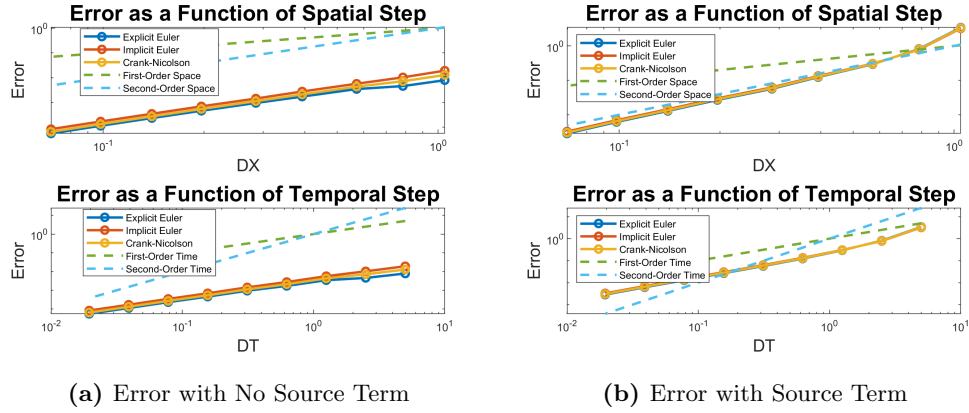 Error as a Function of Spatial Step
10^0
Error
Explicit Euler
Implicit Euler
Crank-Nicolson
First-Order Space
Second-Order Space
10^-1
10^0
DX
Error as a Function of Temporal Step
10^0
Error
Explicit Euler
Implicit Euler
Crank-Nicolson
First-Order Time
Second-Order Time
10^-2
10^-1
10^0
10^1
DT
(a) Error with No Source Term
Error as a Function of Spatial Step
10^0
Error
Explicit Euler
Implicit Euler
Crank-Nicolson
First-Order Space
Second-Order Space
10^-1
10^0
DX
Error as a Function of Temporal Step
10^0
Error
Explicit Euler
Implicit Euler
Crank-Nicolson
First-Order Time
Second-Order Time
10^-2
10^-1
10^0
10^1
DT
(b) Error with Source Term